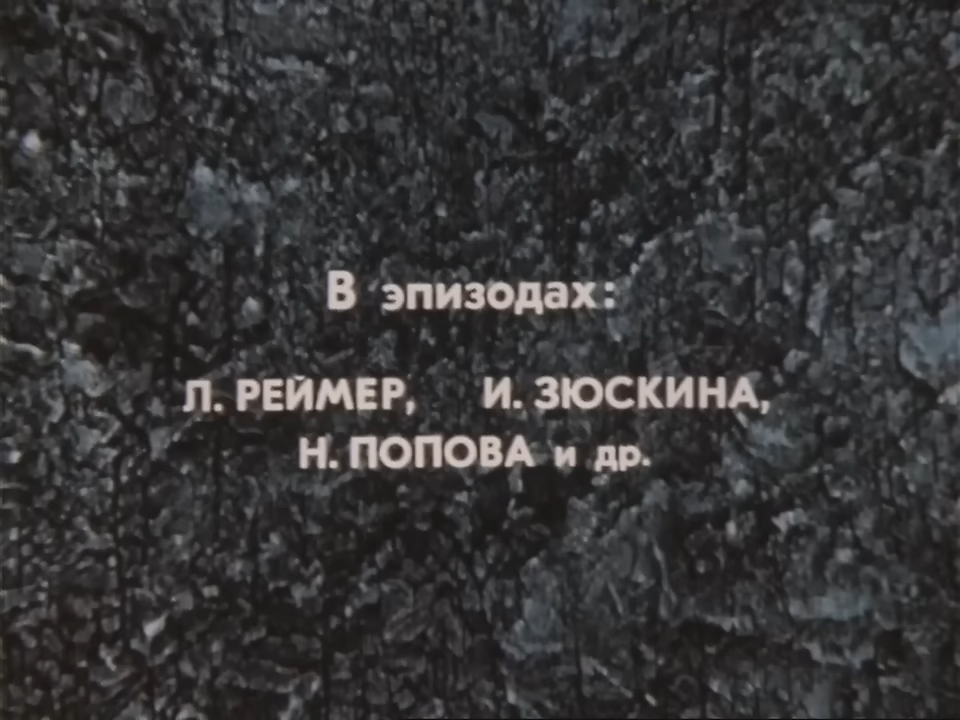 В эпизодах:
Л. РЕЙМЕР, И. ЗЮСКИНА,
Н. ПОПОВА и др.